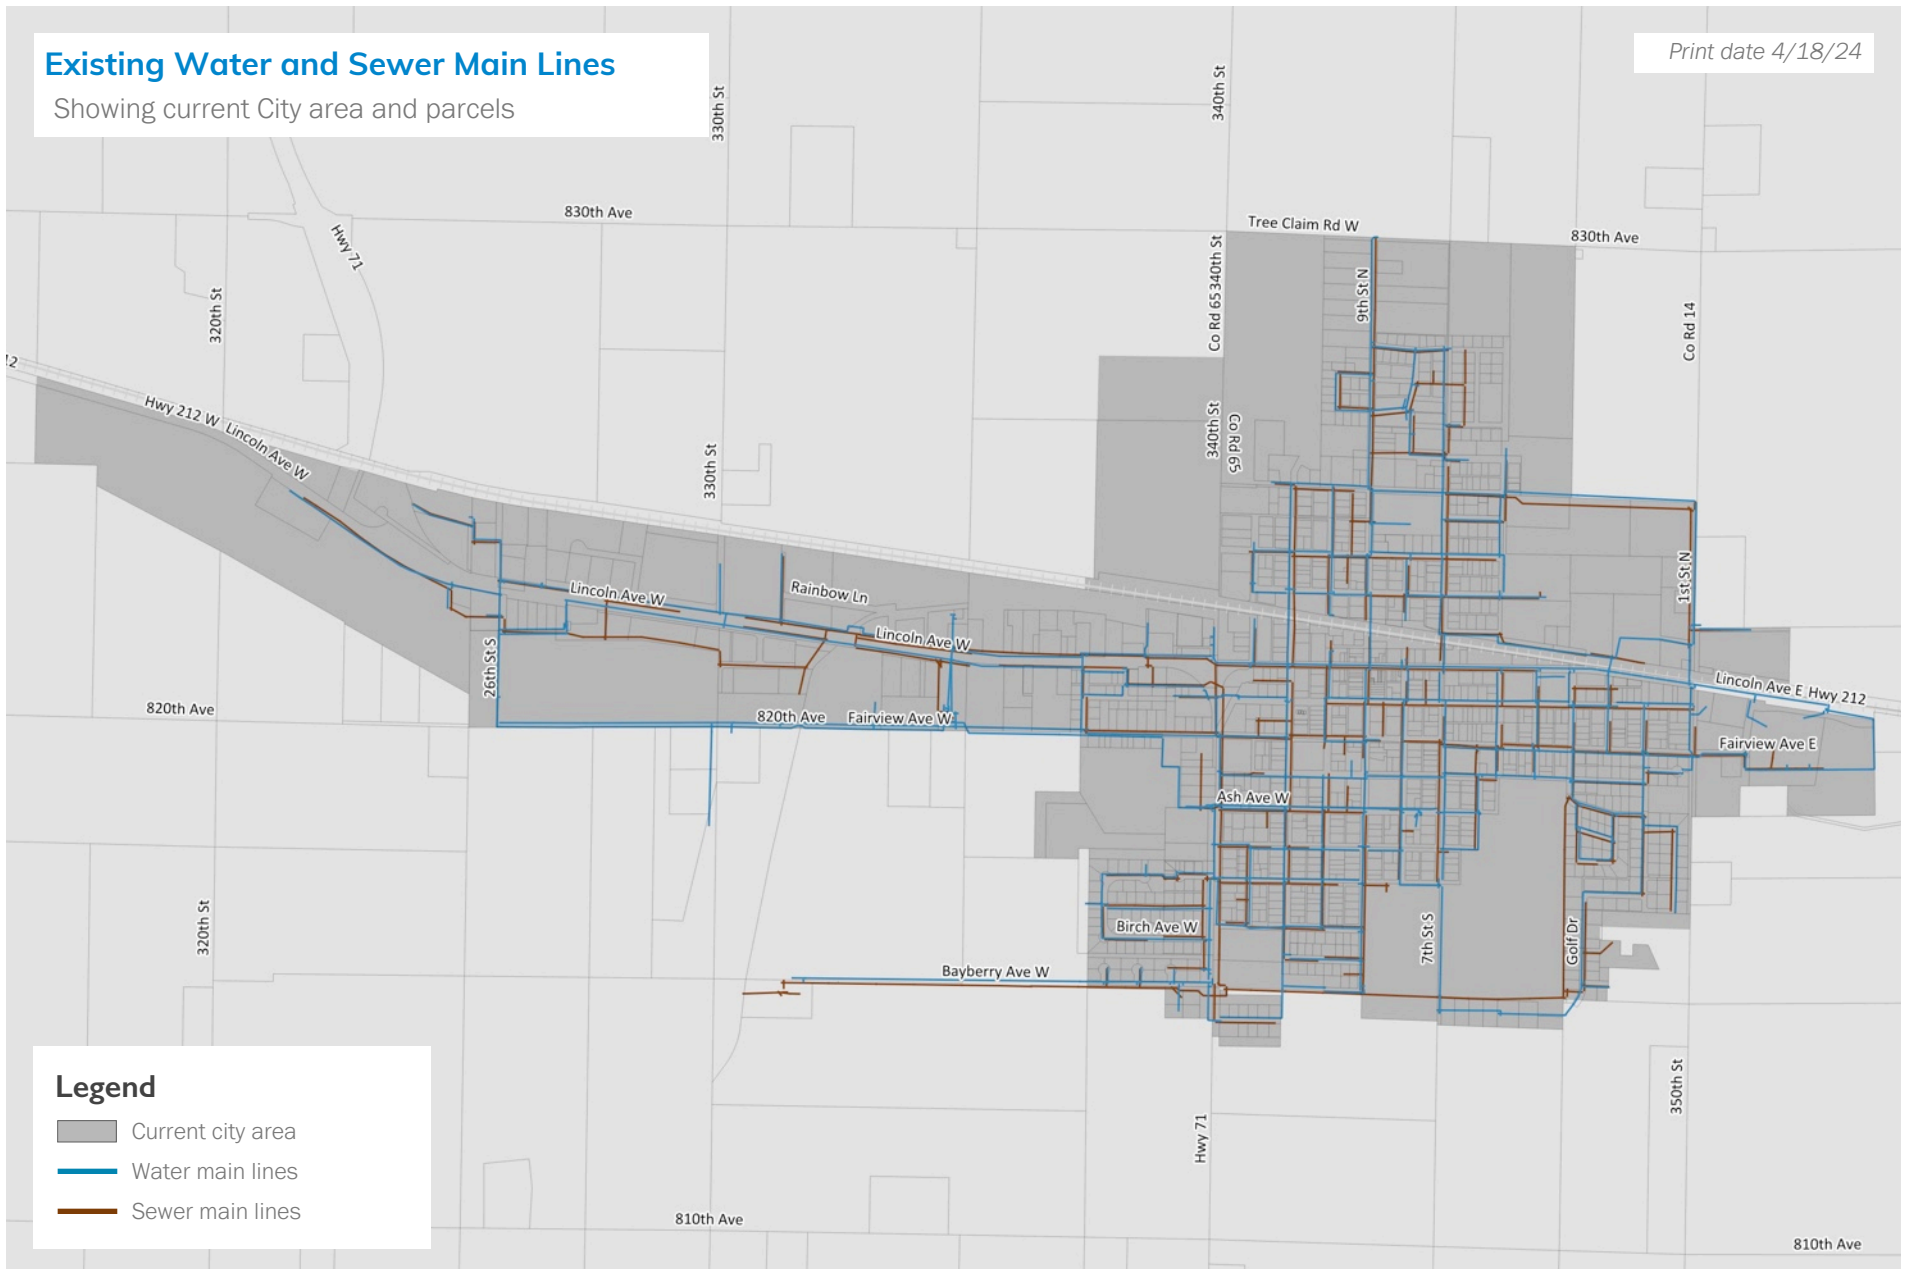 Existing Water and Sewer Main Lines
Showing current City area and parcels
Print date 4/18/24
330th St
340th St
830th Ave
Tree Claim Rd W
830th Ave
Hwy 71
320th St
Co Rd 65
340th St
9th St N
Co Rd 14
12
Hwy 212 W
Lincoln Ave W
330th St
340th St
Co Rd 65
Lincoln Ave W
Rainbow Ln
Lincoln Ave W
1st St N
26th St S
Lincoln Ave E
Hwy 212
820th Ave
820th Ave
Fairview Ave W
Fairview Ave E
Ash Ave W
320th St
Birch Ave W
7th St S
Golf Dr
Bayberry Ave W
350th St
Hwy 71
Legend
Current city area
Water main lines
Sewer main lines
810th Ave
810th Ave